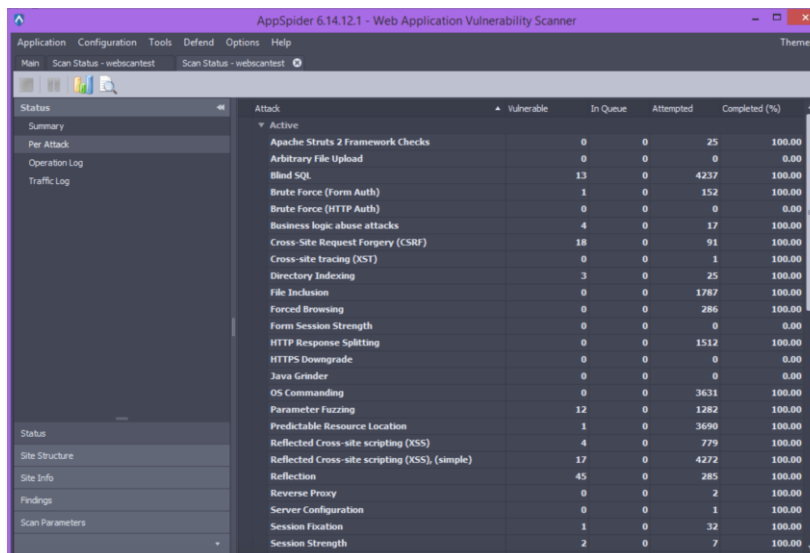 AppSpider 6.14.12.1 - Web Application Vulnerability Scanner
Application Configuration Tools Defend Options Help Theme
Main Scan Status - webscantest Scan Status - webscantest
Status
Summary
Per Attack
Operation Log
Traffic Log
Status
Site Structure
Site Info
Findings
Scan Parameters
Attack Vulnerable In Queue Attempted Completed (%)
Active
Apache Struts 2 Framework Checks 0 0 25 100.00
Arbitrary File Upload 0 0 0 0.00
Blind SQL 13 0 4237 100.00
Brute Force (Form Auth) 1 0 152 100.00
Brute Force (HTTP Auth) 0 0 0 0.00
Business logic abuse attacks 4 0 17 100.00
Cross-Site Request Forgery (CSRF) 18 0 91 100.00
Cross-site tracing (XST) 0 0 1 100.00
Directory Indexing 3 0 25 100.00
File Inclusion 0 0 1787 100.00
Forced Browsing 0 0 286 100.00
Form Session Strength 0 0 0 0.00
HTTP Response Splitting 0 0 1512 100.00
HTTPS Downgrade 0 0 0 0.00
Java Grinder 0 0 0 0.00
OS Commanding 0 0 3631 100.00
Parameter Fuzzing 12 0 1282 100.00
Predictable Resource Location 1 0 3690 100.00
Reflected Cross-site scripting (XSS) 4 0 779 100.00
Reflected Cross-site scripting (XSS), (simple) 17 0 4272 100.00
Reflection 45 0 285 100.00
Reverse Proxy 0 0 2 100.00
Server Configuration 0 0 1 100.00
Session Fixation 1 0 32 100.00
Session Strength 2 0 7 100.00